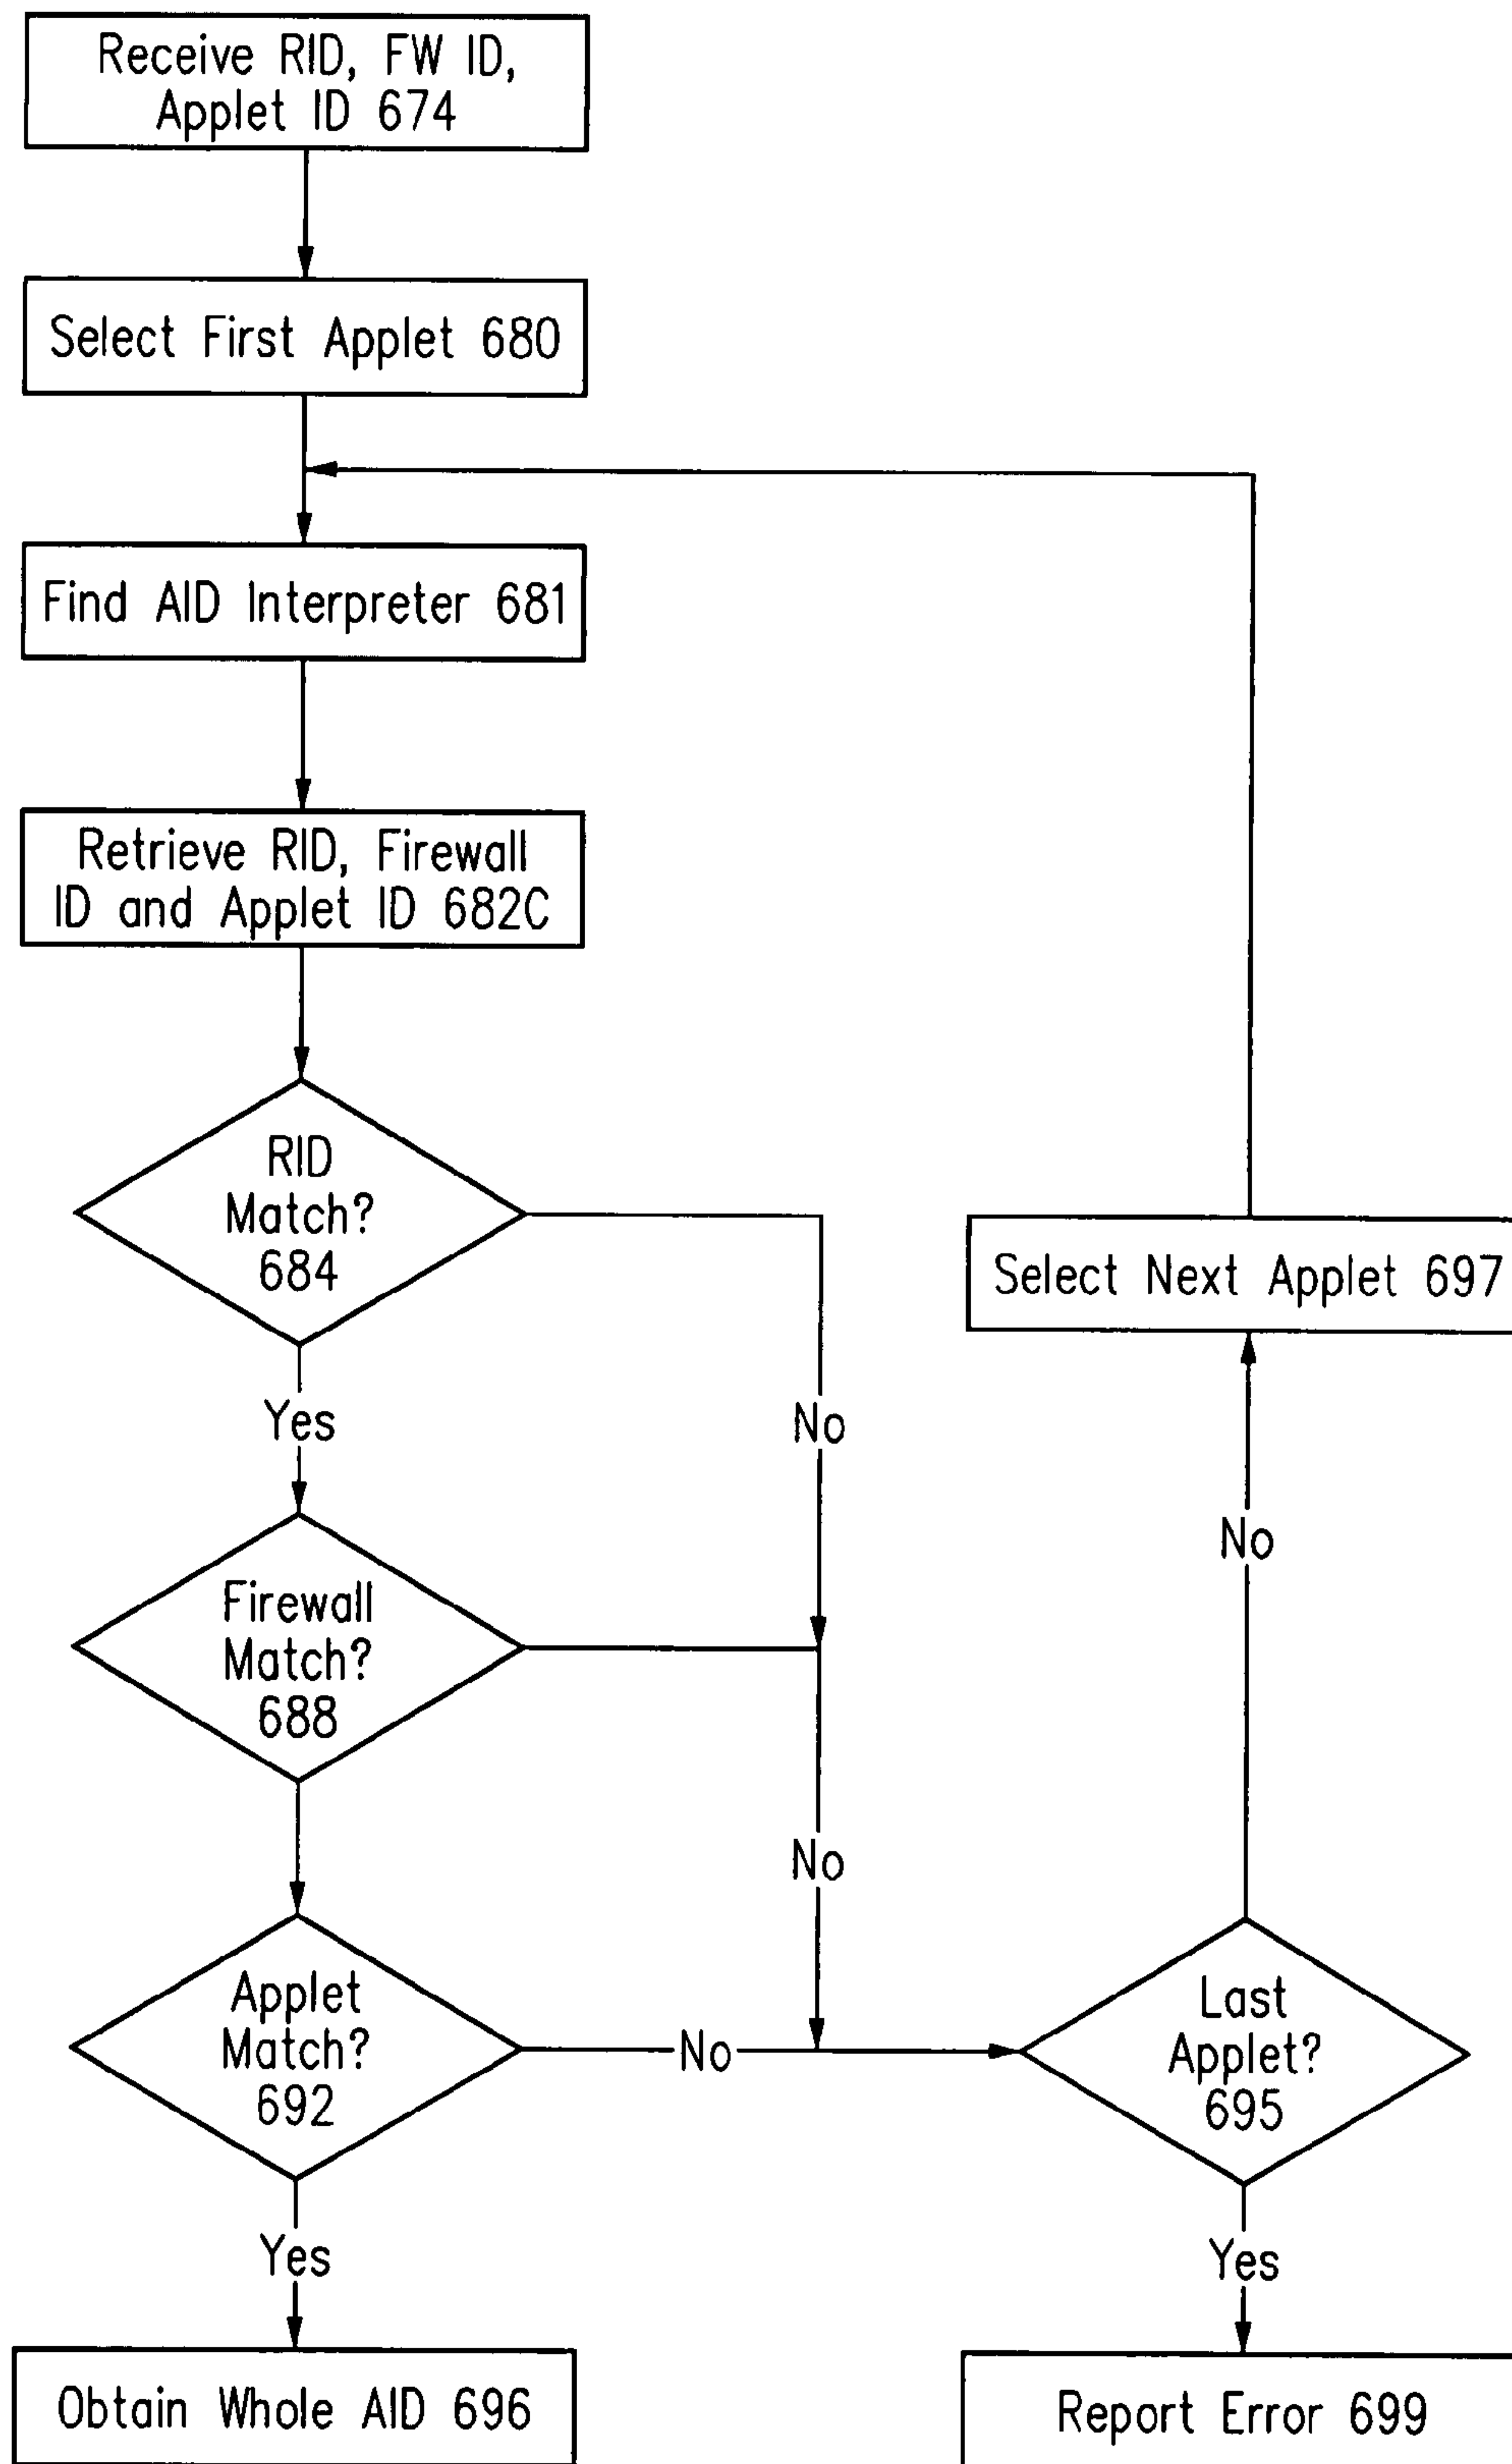 Receive RID, FW ID,
Applet ID 674
Select First Applet 680
Find AID Interpreter 681
Retrieve RID, Firewall
ID and Applet ID 682C
RID
Match?
684
Yes
No
Select Next Applet 697
Firewall
Match?
688
No
No
Applet
Match?
692
No
Last
Applet?
695
Yes
Yes
Obtain Whole AID 696
Report Error 699